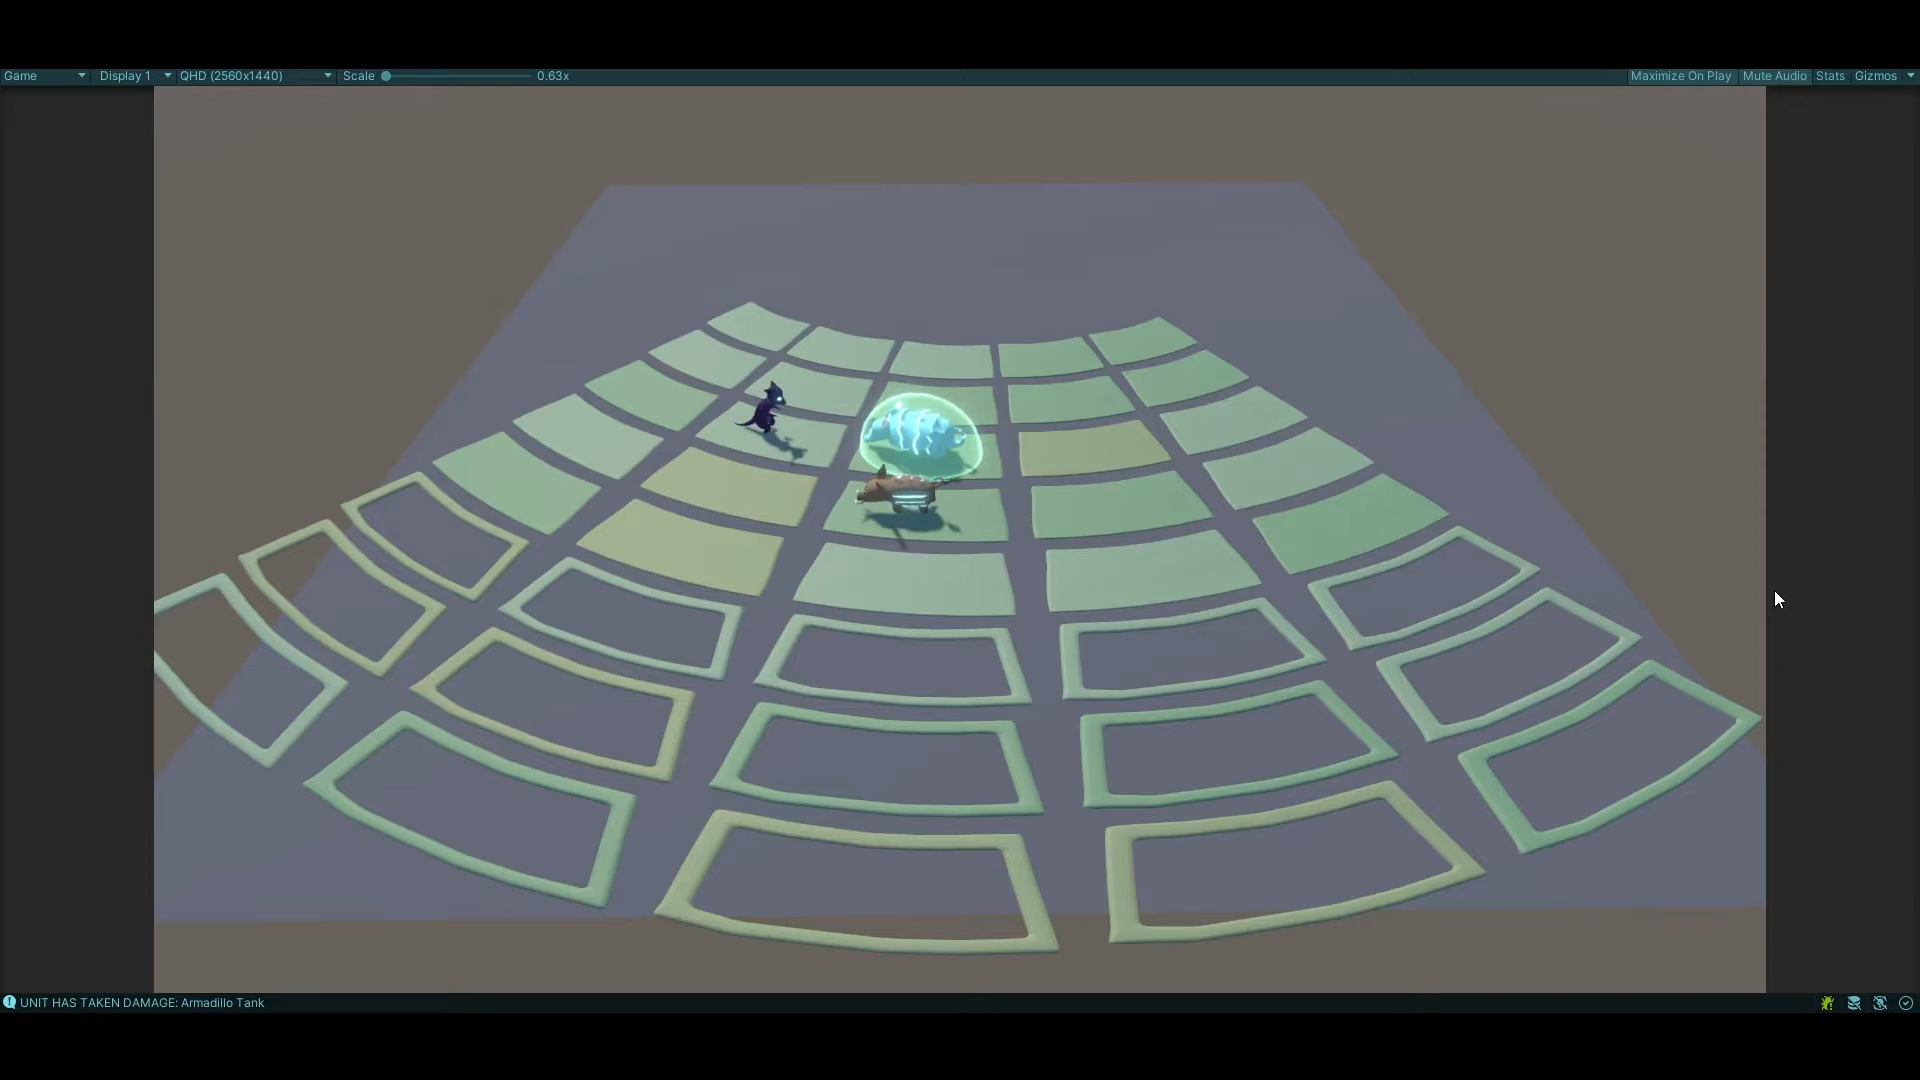 Game Display 1 QHD (2560x1440) Scale 0.63x Maximize On Play Mute Audio Stats Gizmos
UNIT HAS TAKEN DAMAGE: Armadillo Tank